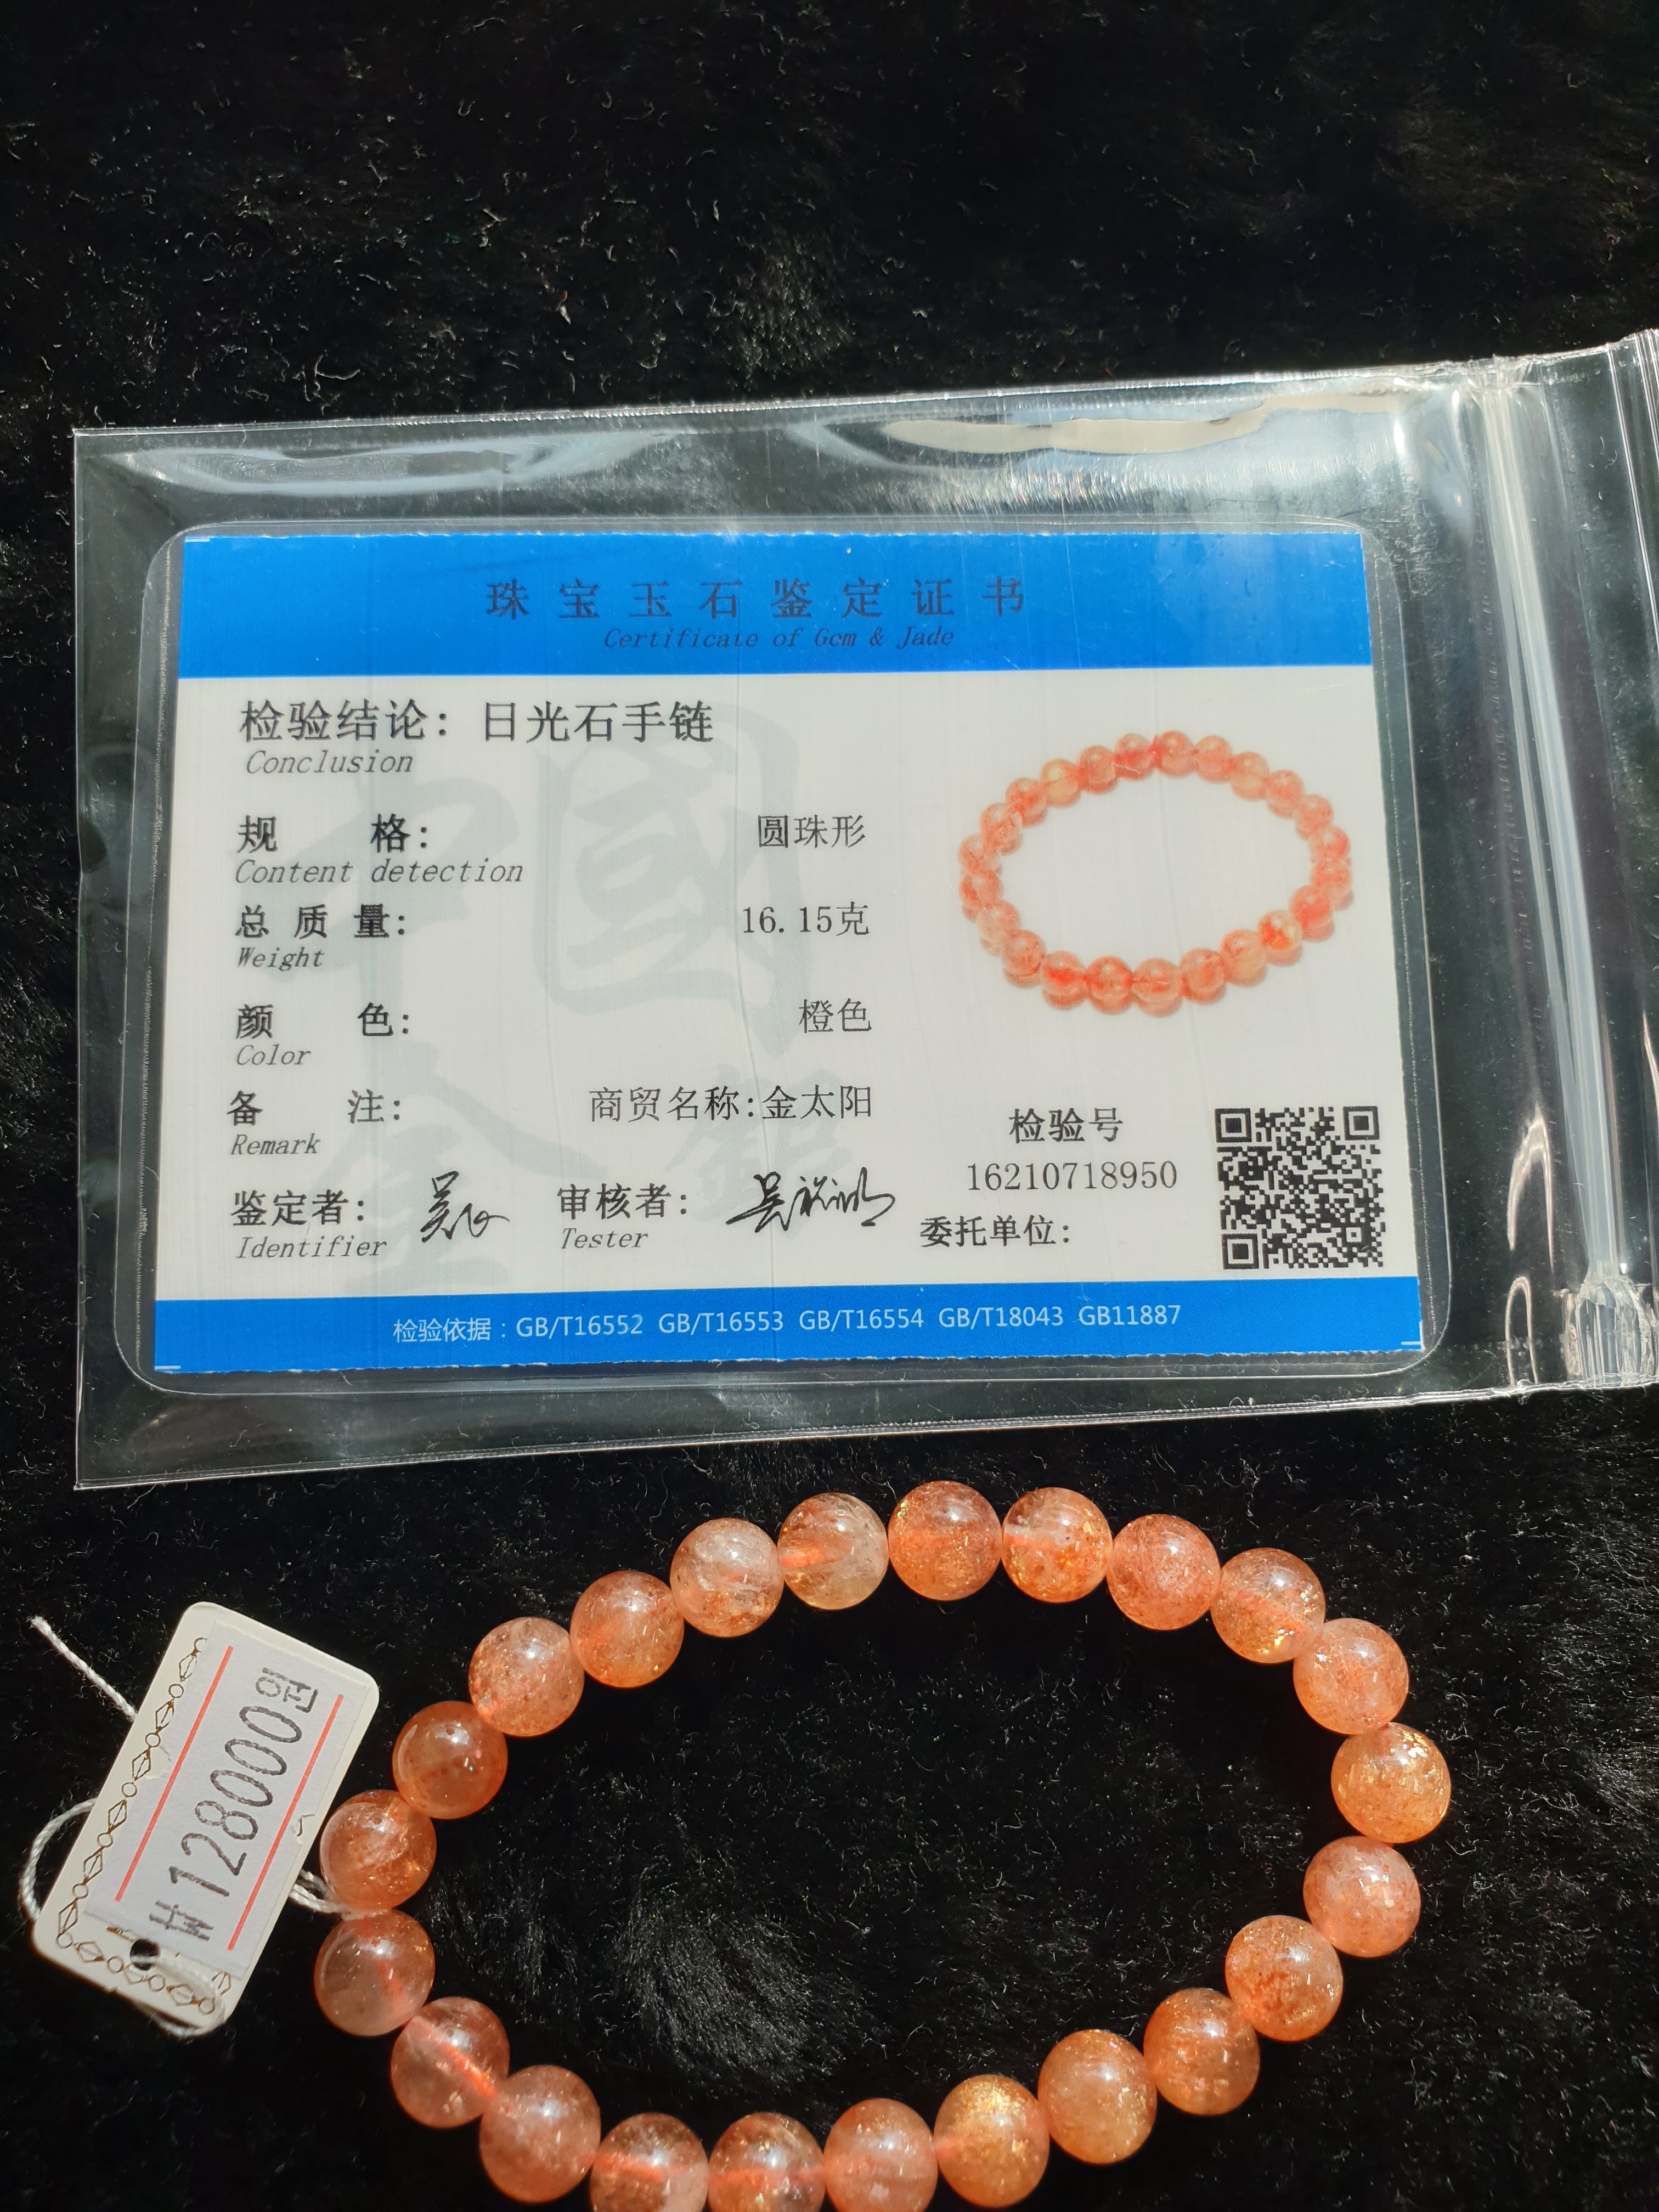 珠宝玉石鉴定证书
Certificate of Gem & Jade
检验结论: 日光石手链
Conclusion
规 格: 圆珠形
Content detection
总质量: 16.15克
Weight
颜 色: 橙色
Color
备 注: 商贸名称:金太阳
Remark
鉴定者: 审核者:
Identifier Tester
检验号
16210718950
委托单位:
检验依据:GB/T16552 GB/T16553 GB/T16554 GB/T18043 GB11887
₩128000원